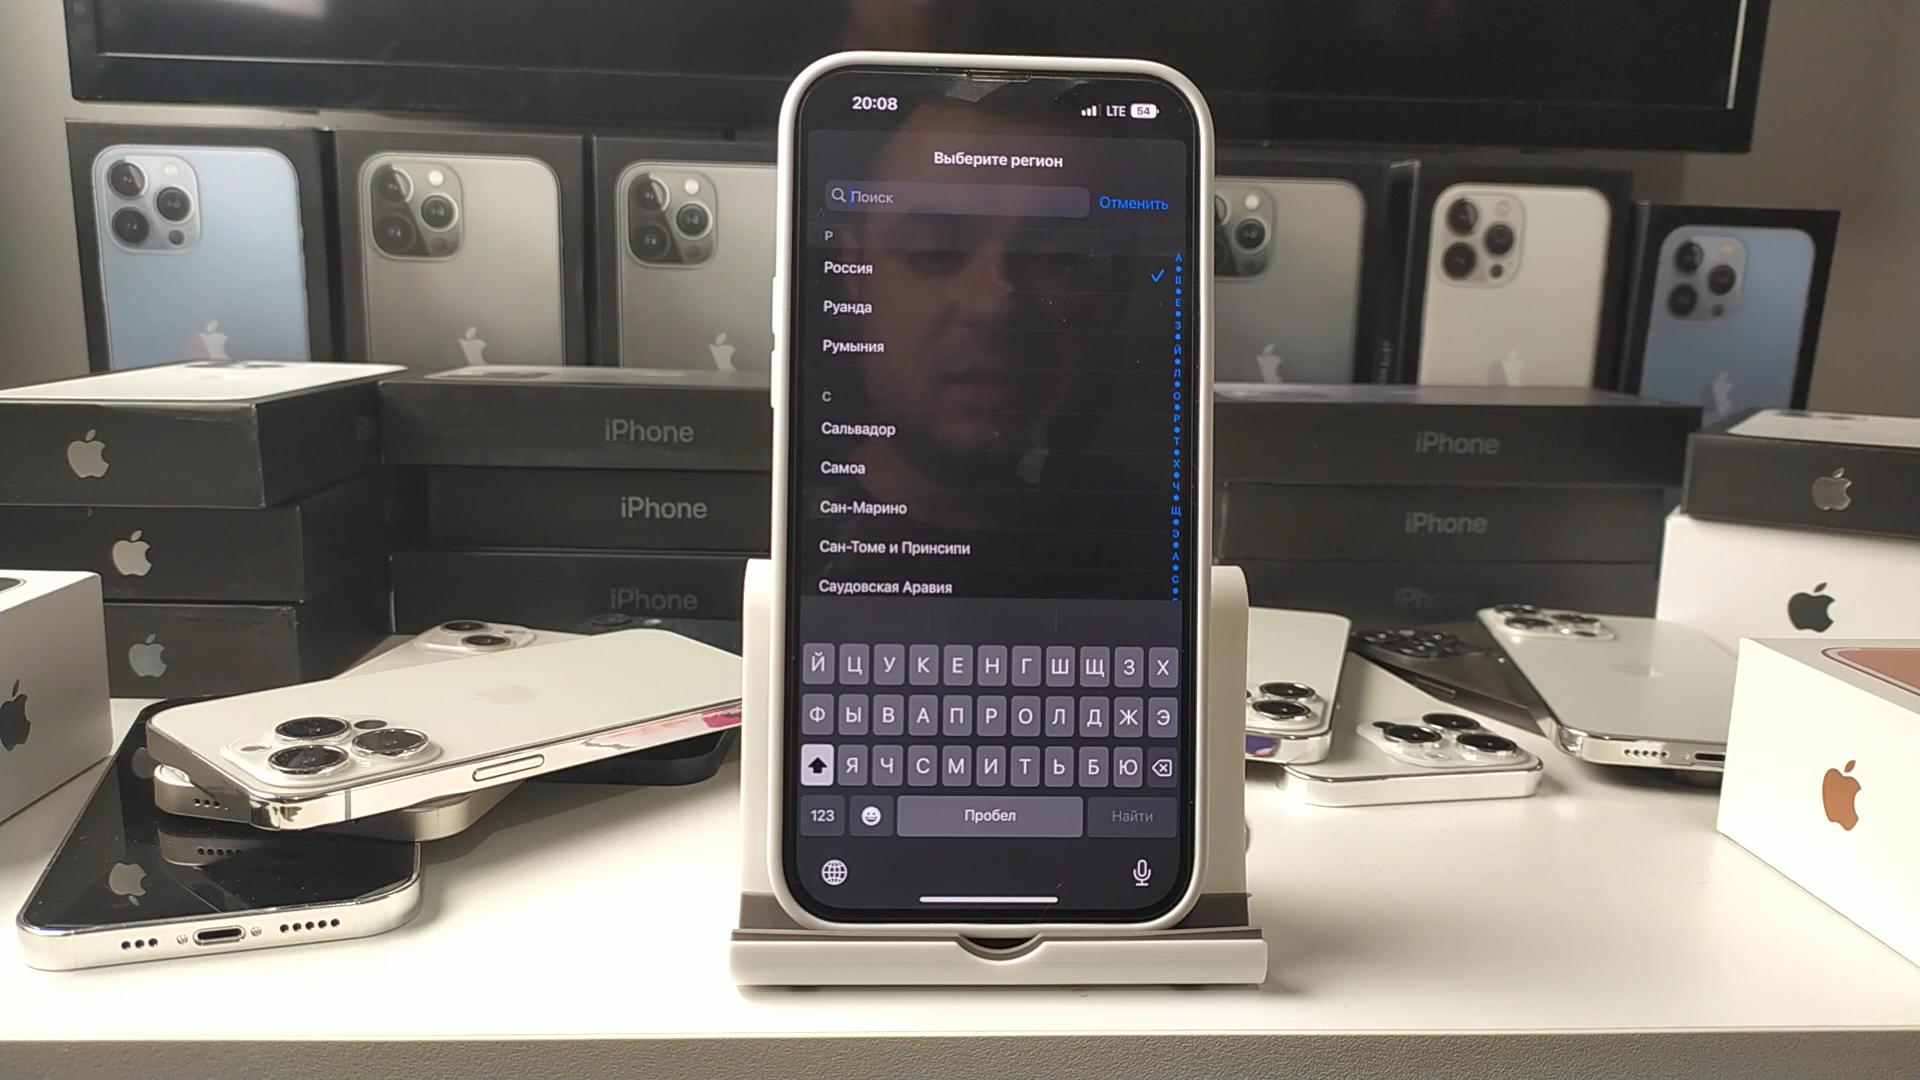 20:08
LTE 54
Выберите регион
Поиск
Отменить
Р
Россия
Руанда
Румыния
С
Сальвадор
Самоа
Сан-Марино
Сан-Томе и Принсипи
Саудовская Аравия
А
В
Е
З
Й
Л
О
Р
Т
Х
Ч
Щ
Э
A
C
Й Ц У К Е Н Г Ш Щ З Х
Ф Ы В А П Р О Л Д Ж Э
Я Ч С М И Т Ь Б Ю
123 Пробел Найти
iPhone
iPhone
iPhone
iPhone
iPhone
iPhone